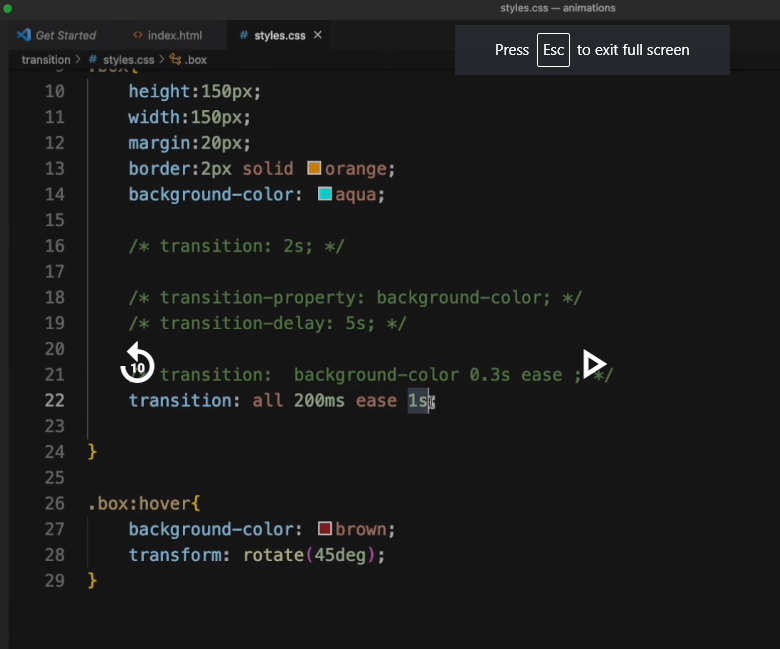 styles.css — animations
Get Started
<> index.html
# styles.css ×
Press Esc to exit full screen
transition > # styles.css > .box
9 .box{
10 height:150px;
11 width:150px;
12 margin:20px;
13 border:2px solid orange;
14 background-color: aqua;
15
16 /* transition: 2s; */
17
18 /* transition-property: background-color; */
19 /* transition-delay: 5s; */
20
10
21 /* transition:  background-color 0.3s ease ; */
22 transition: all 200ms ease 1s;
23
24 }
25
26 .box:hover{
27 background-color: brown;
28 transform: rotate(45deg);
29 }